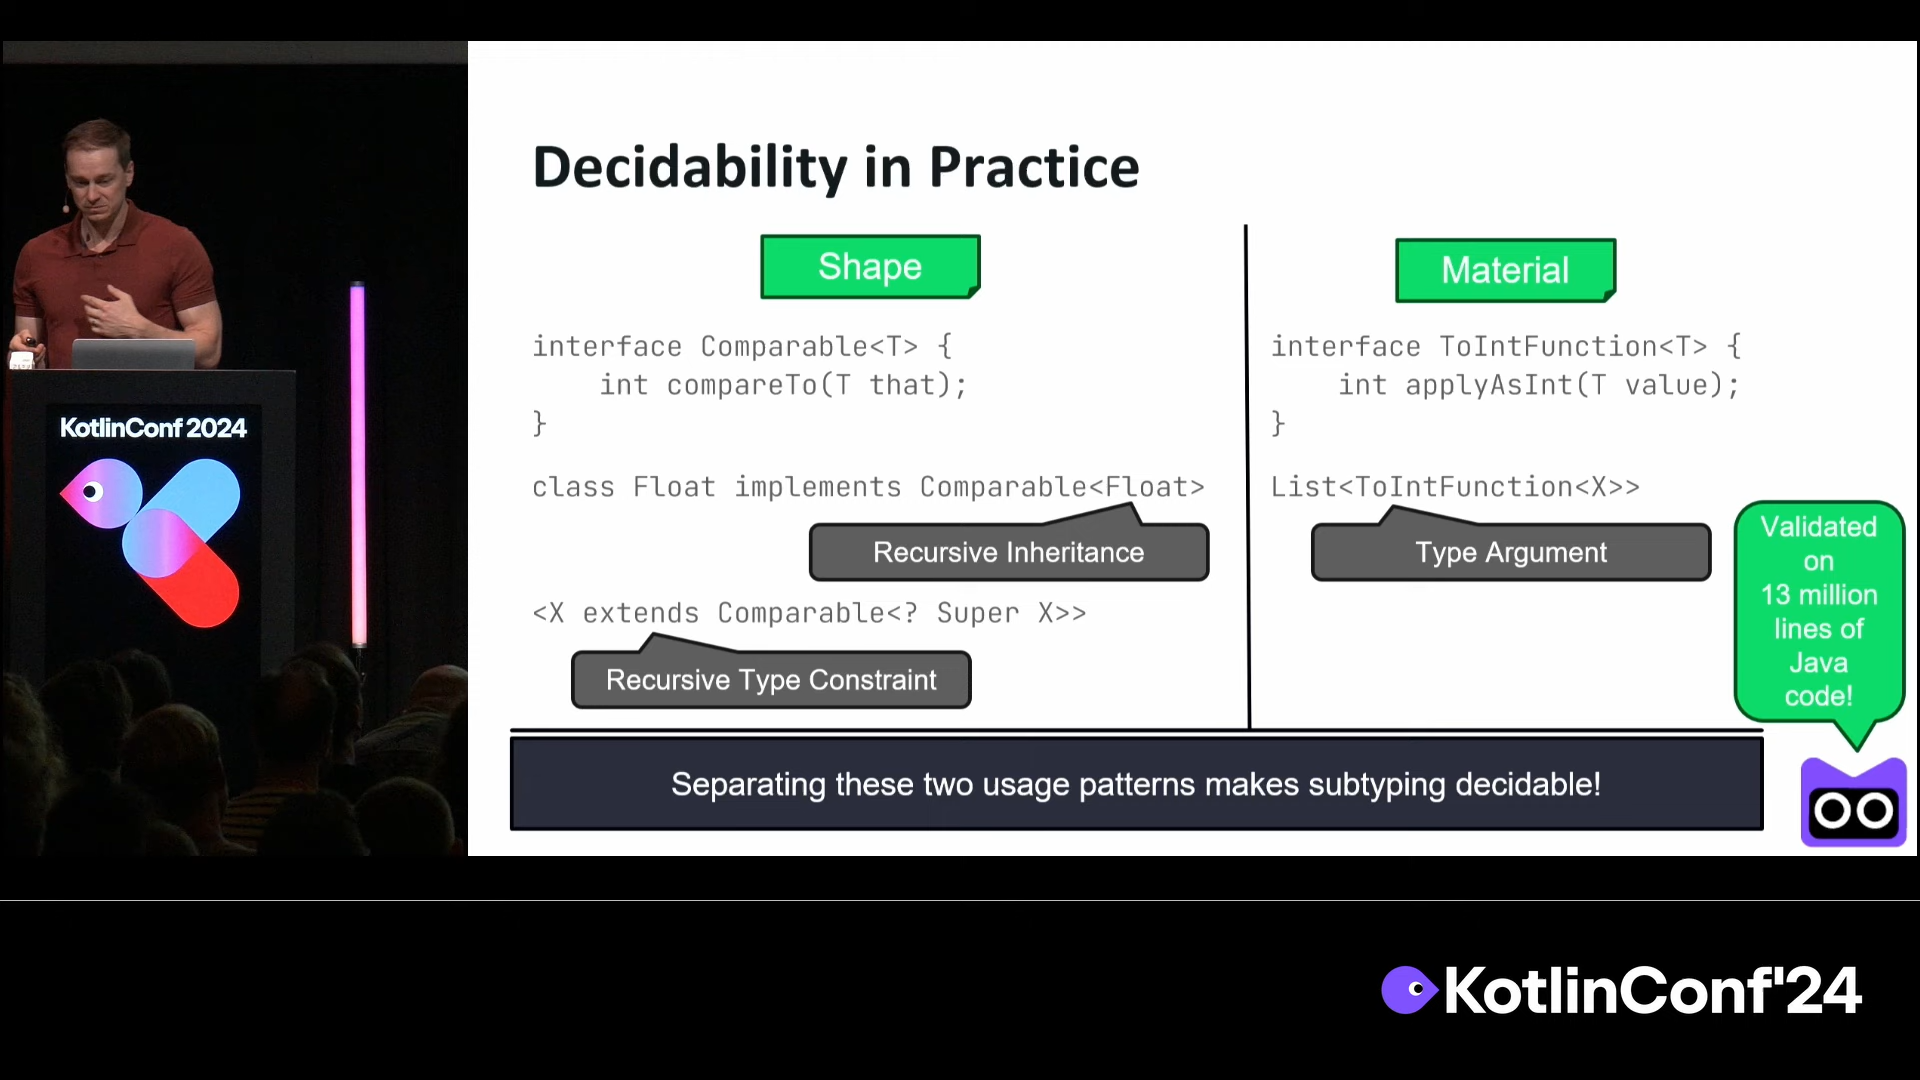 Decidability in Practice
Shape
interface Comparable<T> {
int compareTo(T that);
}
class Float implements Comparable<Float>
Recursive Inheritance
<X extends Comparable<? Super X>>
Recursive Type Constraint
Material
interface ToIntFunction<T> {
int applyAsInt(T value);
}
List<ToIntFunction<X>>
Type Argument
Validated
on
13 million
lines of
Java
code!
Separating these two usage patterns makes subtyping decidable!
KotlinConf 2024
KotlinConf'24